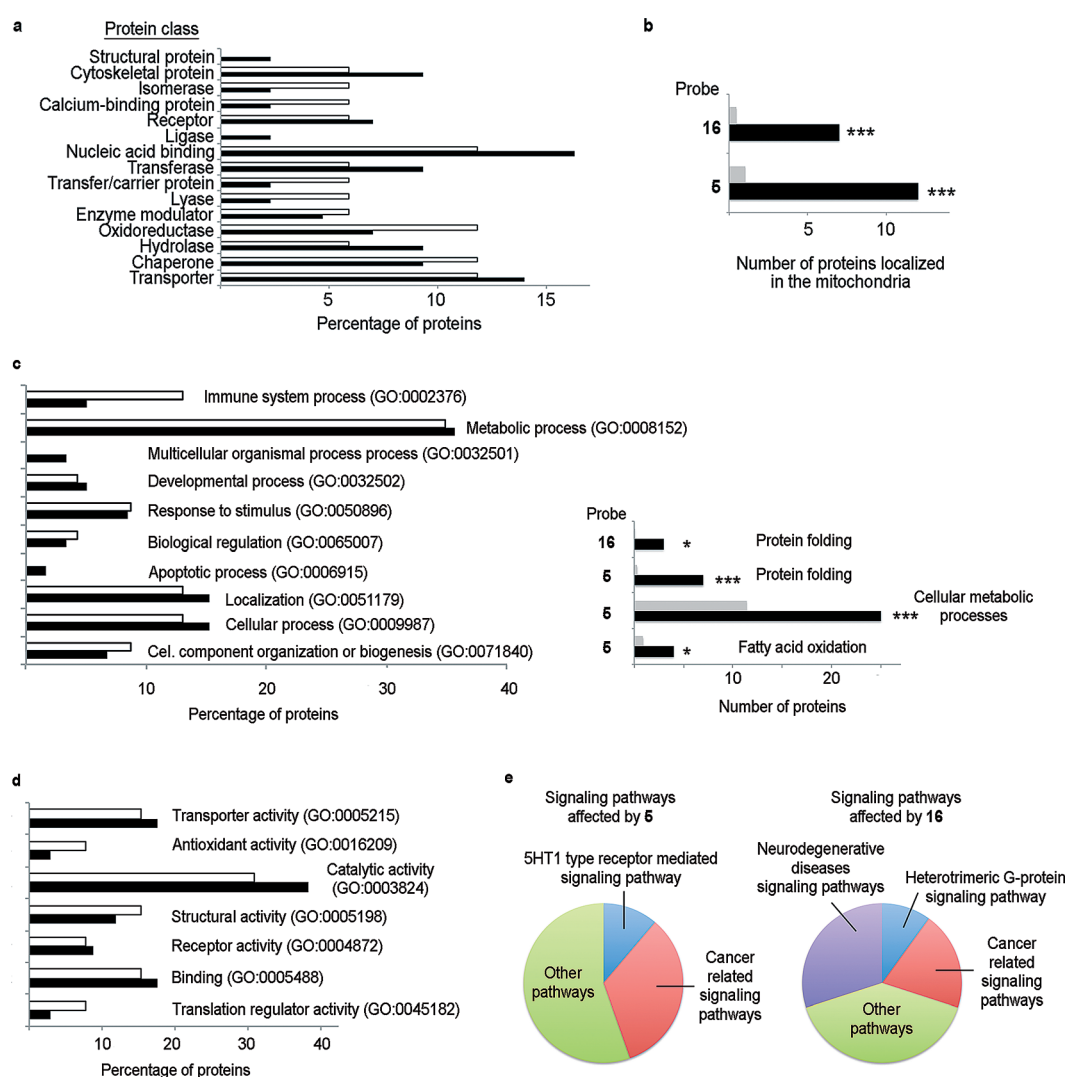 a
Protein class
Structural protein
Cytoskeletal protein
Isomerase
Calcium-binding protein
Receptor
Ligase
Nucleic acid binding
Transferase
Transfer/carrier protein
Lyase
Enzyme modulator
Oxidoreductase
Hydrolase
Chaperone
Transporter
5 10 15
Percentage of proteins
b
Probe
16 ***
5 ***
5 10
Number of proteins localized
in the mitochondria
c
Immune system process (GO:0002376)
Metabolic process (GO:0008152)
Multicellular organismal process process (GO:0032501)
Developmental process (GO:0032502)
Response to stimulus (GO:0050896)
Biological regulation (GO:0065007)
Apoptotic process (GO:0006915)
Localization (GO:0051179)
Cellular process (GO:0009987)
Cel. component organization or biogenesis (GO:0071840)
10 20 30 40
Percentage of proteins
Probe
16 * Protein folding
5 *** Protein folding
5 *** Cellular metabolic
processes
5 * Fatty acid oxidation
10 20
Number of proteins
d
Transporter activity (GO:0005215)
Antioxidant activity (GO:0016209)
Catalytic activity
(GO:0003824)
Structural activity (GO:0005198)
Receptor activity (GO:0004872)
Binding (GO:0005488)
Translation regulator activity (GO:0045182)
10 20 30 40
Percentage of proteins
e
Signaling pathways
affected by 5
5HT1 type receptor mediated
signaling pathway
Other
pathways
Cancer
related
signaling
pathways
Signaling pathways
affected by 16
Neurodegenerative
diseases
signaling pathways
Heterotrimeric G-protein
signaling pathway
Cancer
related
signaling
pathways
Other
pathways